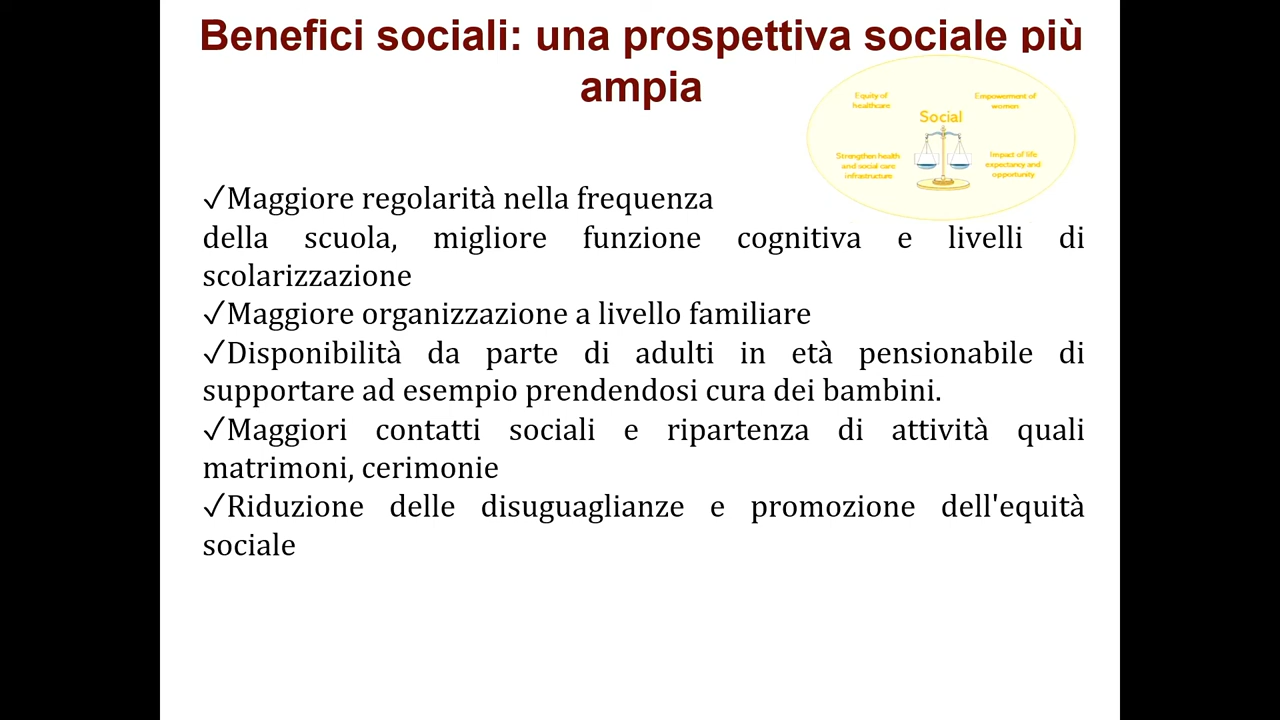 Benefici sociali: una prospettiva sociale più
ampia
Equity of
healthcare
Empowerment of
women
Social
Strengthen health
and social care
infrastructure
Impact of life
expectancy and
opportunity
✓Maggiore regolarità nella frequenza
della scuola, migliore funzione cognitiva e livelli di
scolarizzazione
✓Maggiore organizzazione a livello familiare
✓Disponibilità da parte di adulti in età pensionabile di
supportare ad esempio prendendosi cura dei bambini.
✓Maggiori contatti sociali e ripartenza di attività quali
matrimoni, cerimonie
✓Riduzione delle disuguaglianze e promozione dell'equità
sociale